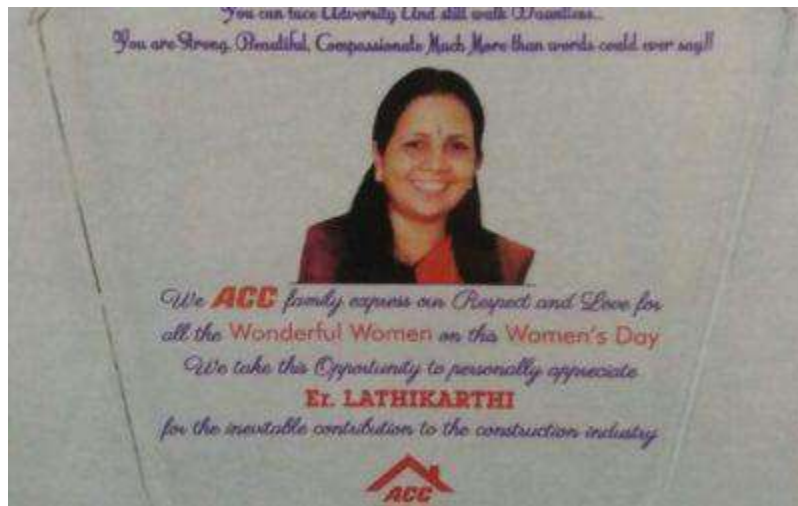 You can face Adversity And still walk Dauntless..
You are Strong, Beautiful, Compassionate Much More than words could ever say!!
We ACC family express our Respect and Love for
all the Wonderful Women on this Women's Day
We take this Opportunity to personally appreciate
Er. LATHIKARTHI
for the inevitable contribution to the construction industry
ACC